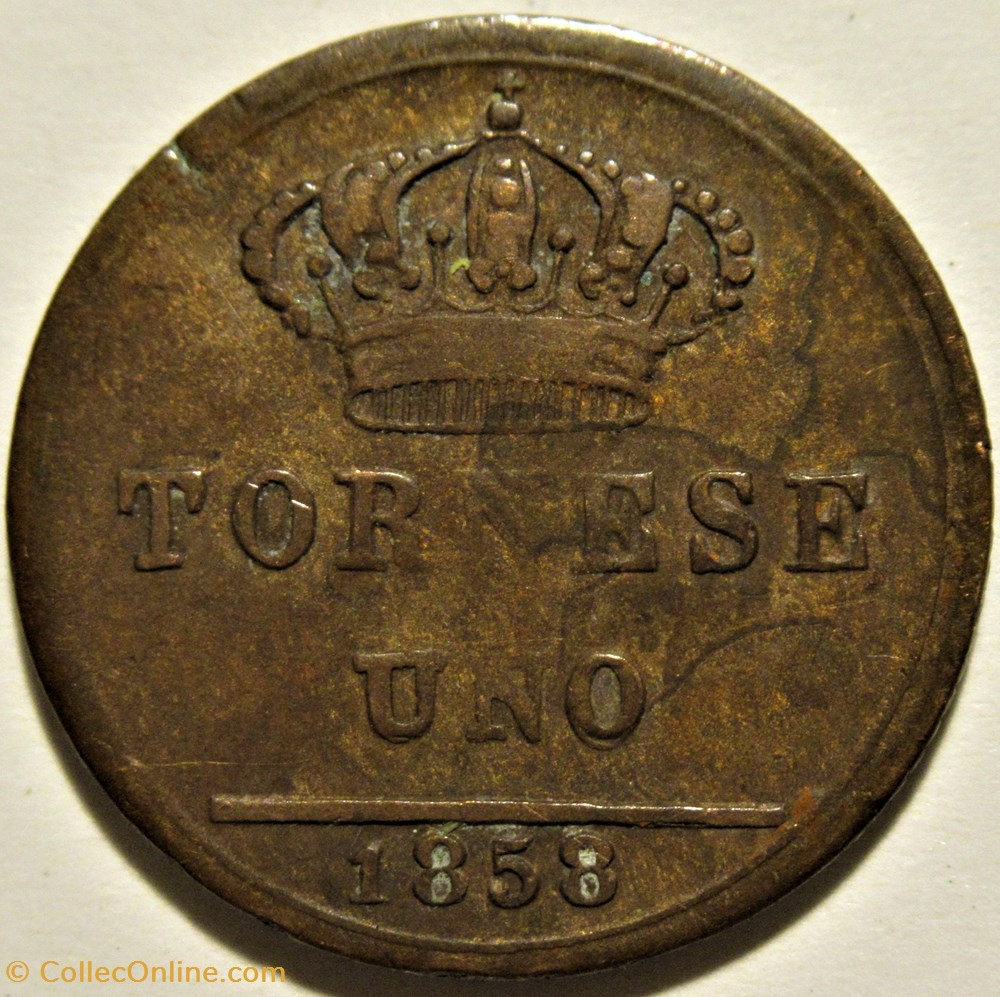 TOR ESE
UNO
1858
© CollecOnline.com